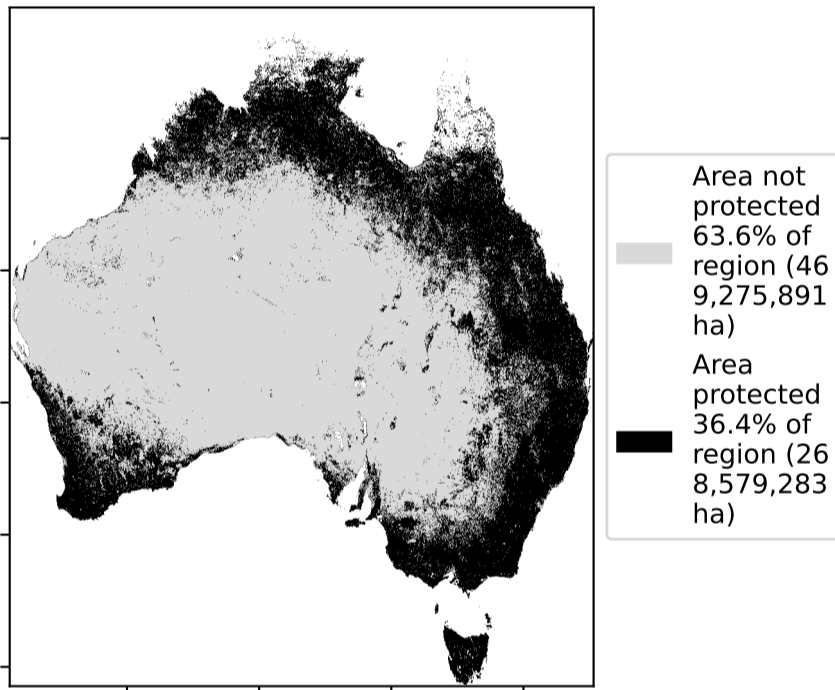 Area not
protected
63.6% of
region (46
9,275,891
ha)
Area
protected
36.4% of
region (26
8,579,283
ha)